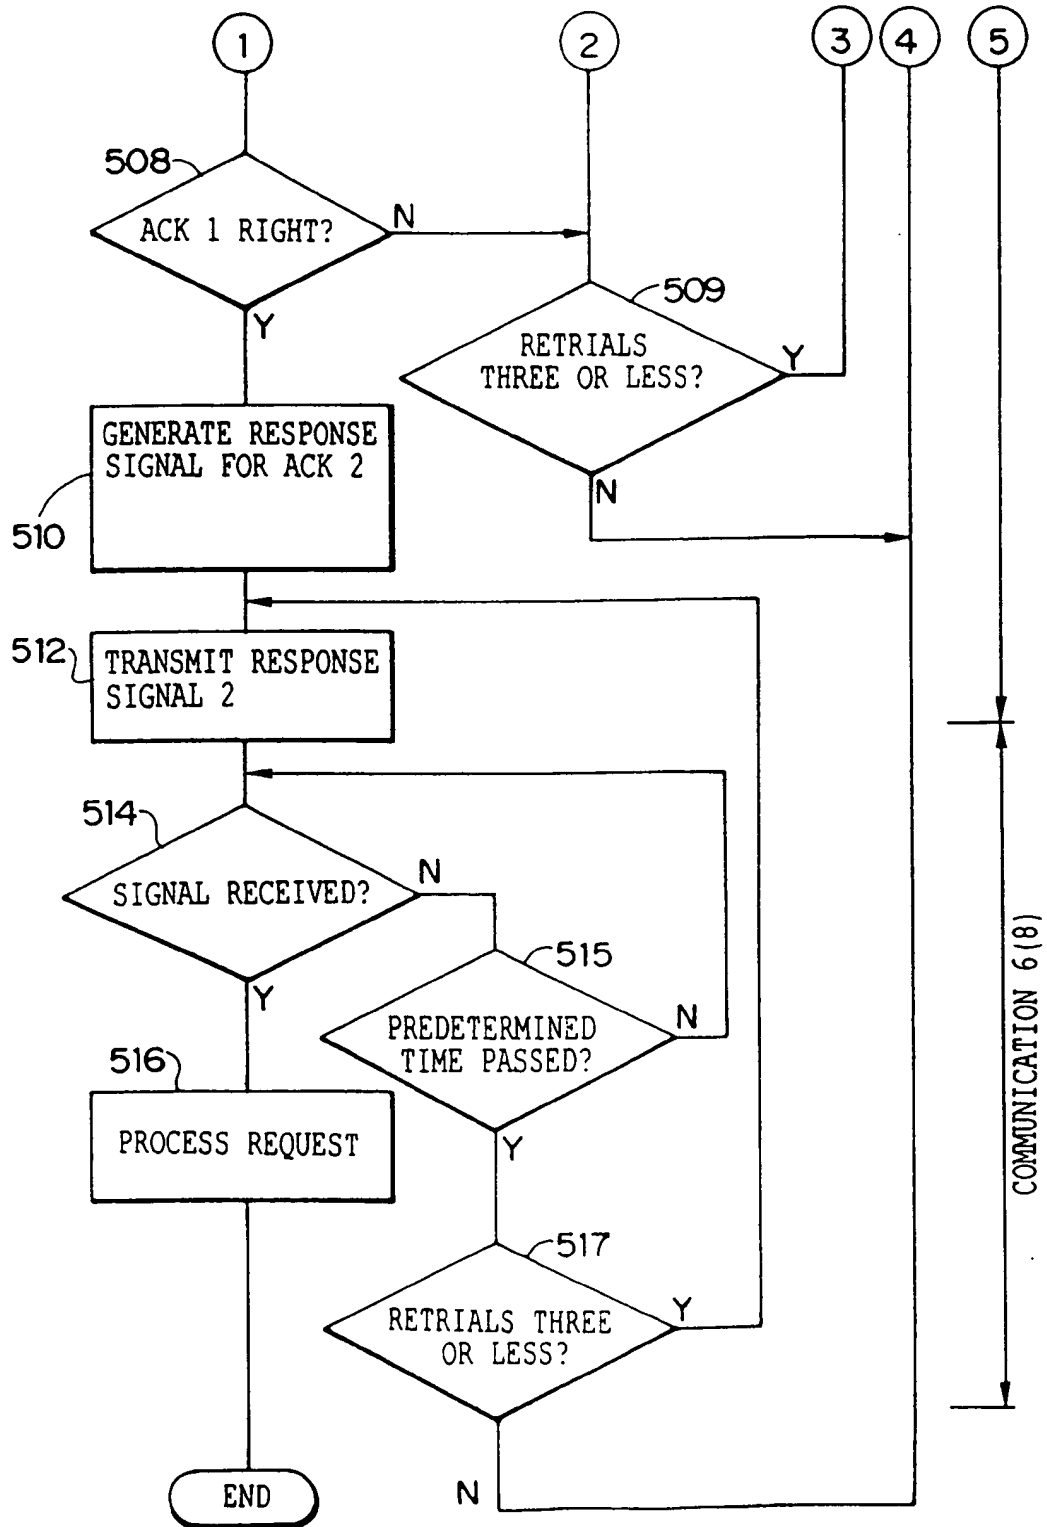 1
2
3
4
5
508
ACK 1 RIGHT?
N
Y
509
RETRIALS
THREE OR LESS?
Y
N
GENERATE RESPONSE
SIGNAL FOR ACK 2
510
512
TRANSMIT RESPONSE
SIGNAL 2
514
SIGNAL RECEIVED?
N
Y
515
PREDETERMINED
TIME PASSED?
N
Y
516
PROCESS REQUEST
517
RETRIALS THREE
OR LESS?
Y
N
END
COMMUNICATION 6(8)